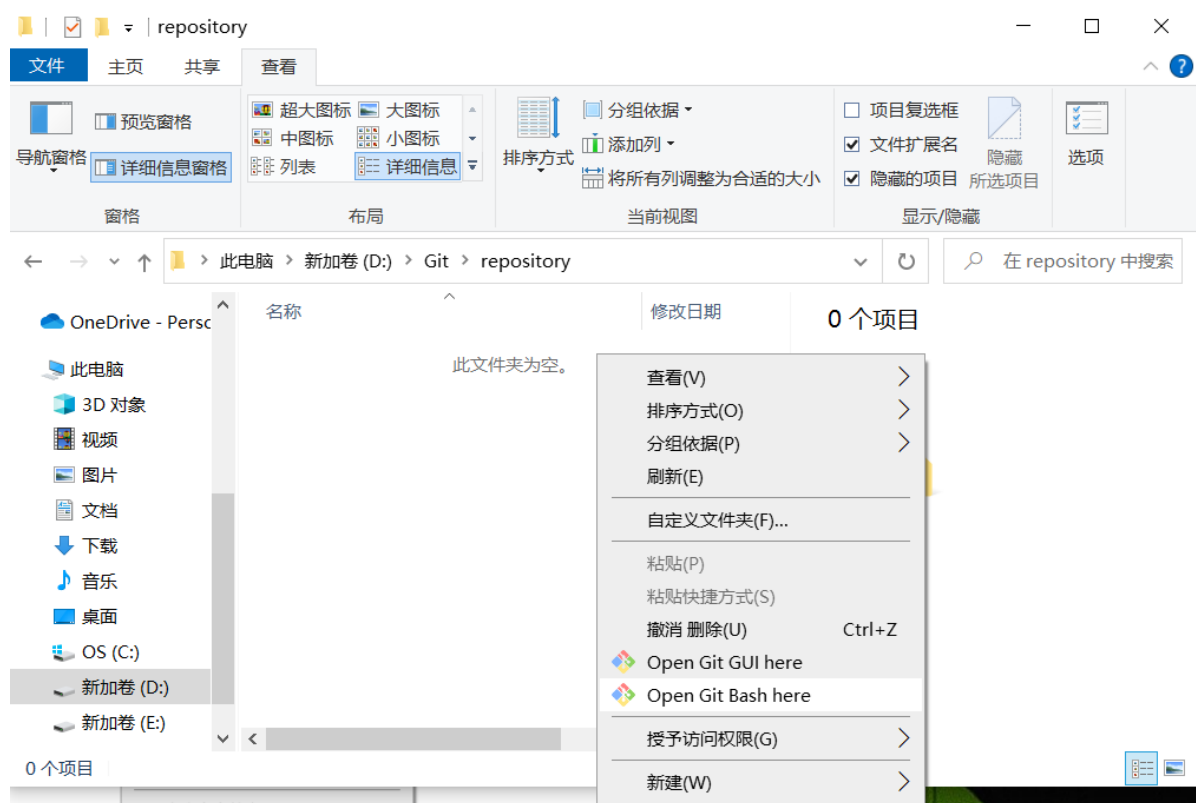 repository
文件 主页 共享 查看
导航窗格
预览窗格
详细信息窗格
窗格
超大图标 大图标
中图标 小图标
列表 详细信息
布局
排序方式
分组依据
添加列
将所有列调整为合适的大小
当前视图
项目复选框
文件扩展名
隐藏的项目
隐藏
所选项目
显示/隐藏
选项
此电脑 新加卷 (D:) Git repository
在 repository 中搜索
OneDrive - Persc
此电脑
3D 对象
视频
图片
文档
下载
音乐
桌面
OS (C:)
新加卷 (D:)
新加卷 (E:)
名称 修改日期
此文件夹为空。
0 个项目
查看(V)
排序方式(O)
分组依据(P)
刷新(E)
自定义文件夹(F)...
粘贴(P)
粘贴快捷方式(S)
撤消 删除(U) Ctrl+Z
Open Git GUI here
Open Git Bash here
授予访问权限(G)
新建(W)
0 个项目